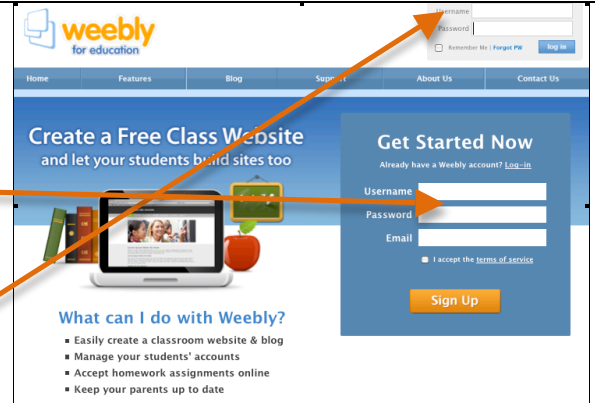 weebly
for education
Username
Password
Remember Me | Forgot PW
log in
Home Features Blog Support About Us Contact Us
Create a Free Class Website
and let your students build sites too
Get Started Now
Already have a Weebly account? Log-in
Username
Password
Email
I accept the terms of service
Sign Up
What can I do with Weebly?
Easily create a classroom website & blog
Manage your students' accounts
Accept homework assignments online
Keep your parents up to date